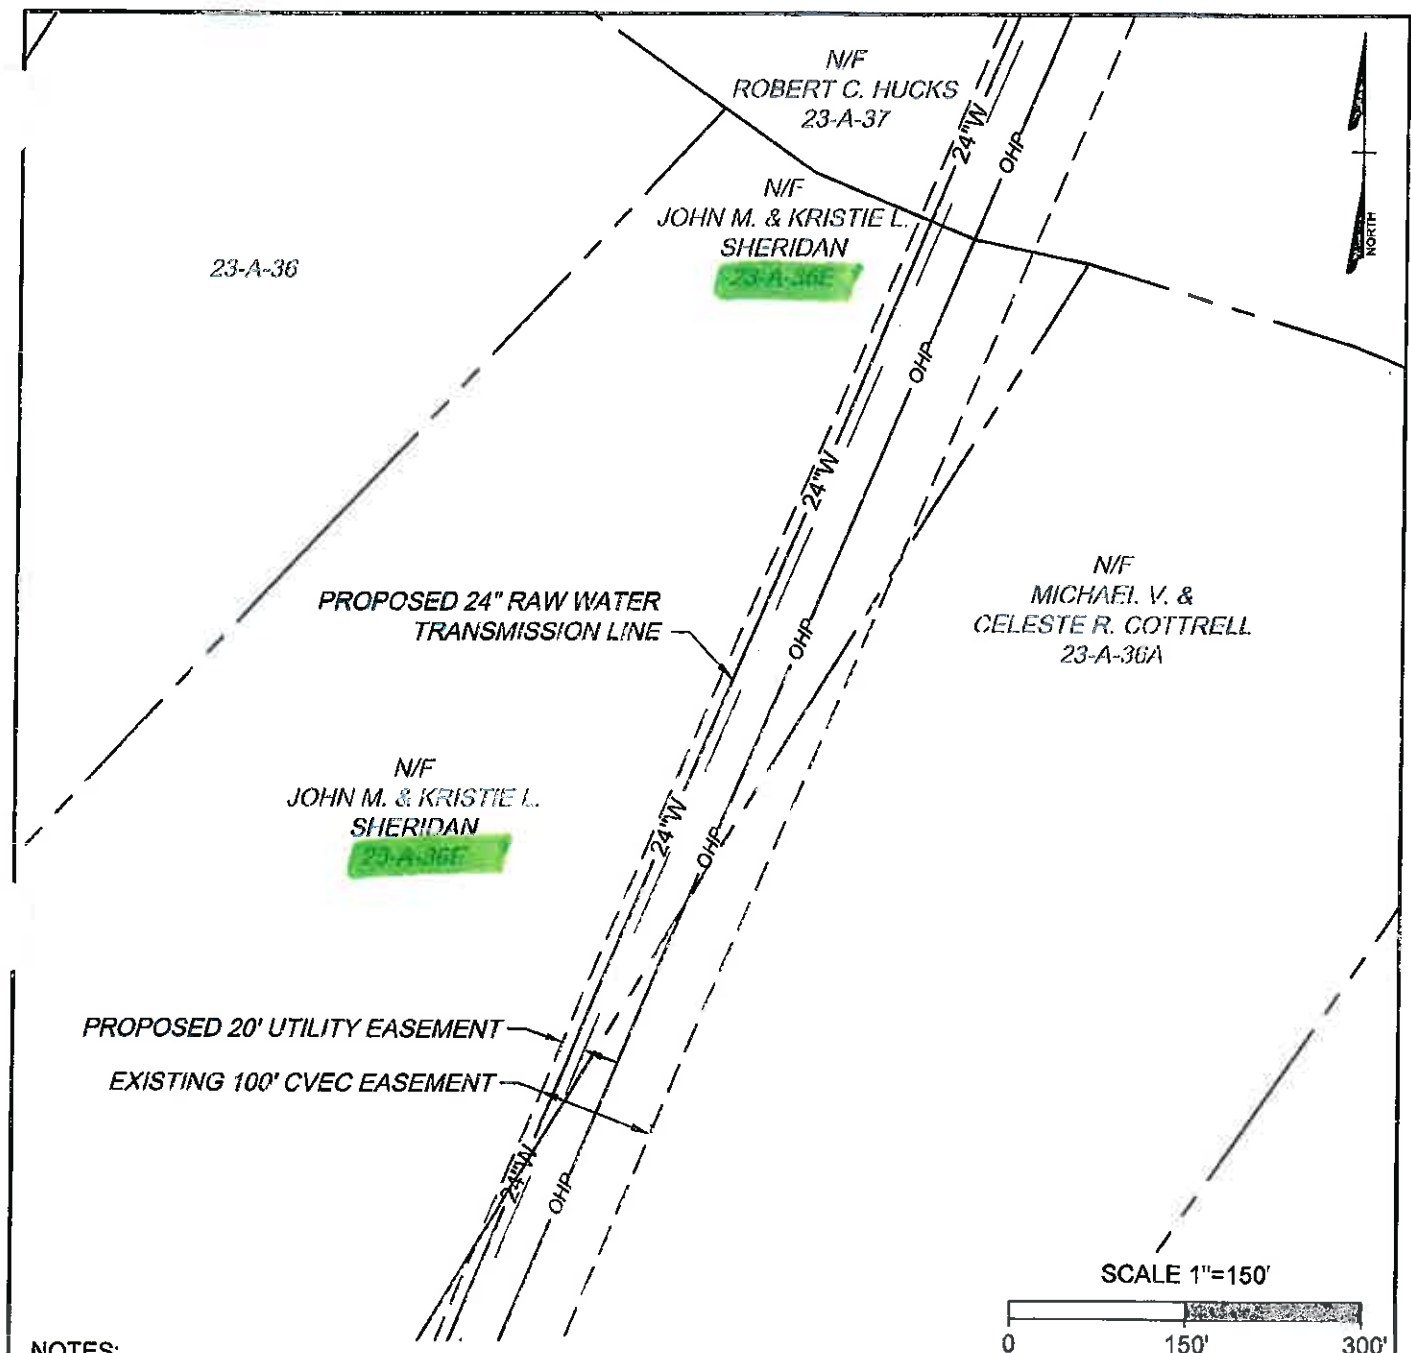 N/F
ROBERT C. HUCKS
23-A-37
N/F
JOHN M. & KRISTIE L.
SHERIDAN
23-A-36E
23-A-36
NORTH
24"W
OHP
OHP
24"W
PROPOSED 24" RAW WATER
TRANSMISSION LINE
OHP
N/F
MICHAEL V. &
CELESTE R. COTTRELL
23-A-36A
N/F
JOHN M. & KRISTIE L.
SHERIDAN
23-A-36E
24"W
OHP
PROPOSED 20' UTILITY EASEMENT
EXISTING 100' CVEC EASEMENT
24"W
OHP
SCALE 1"=150'
0 150' 300'
NOTES: